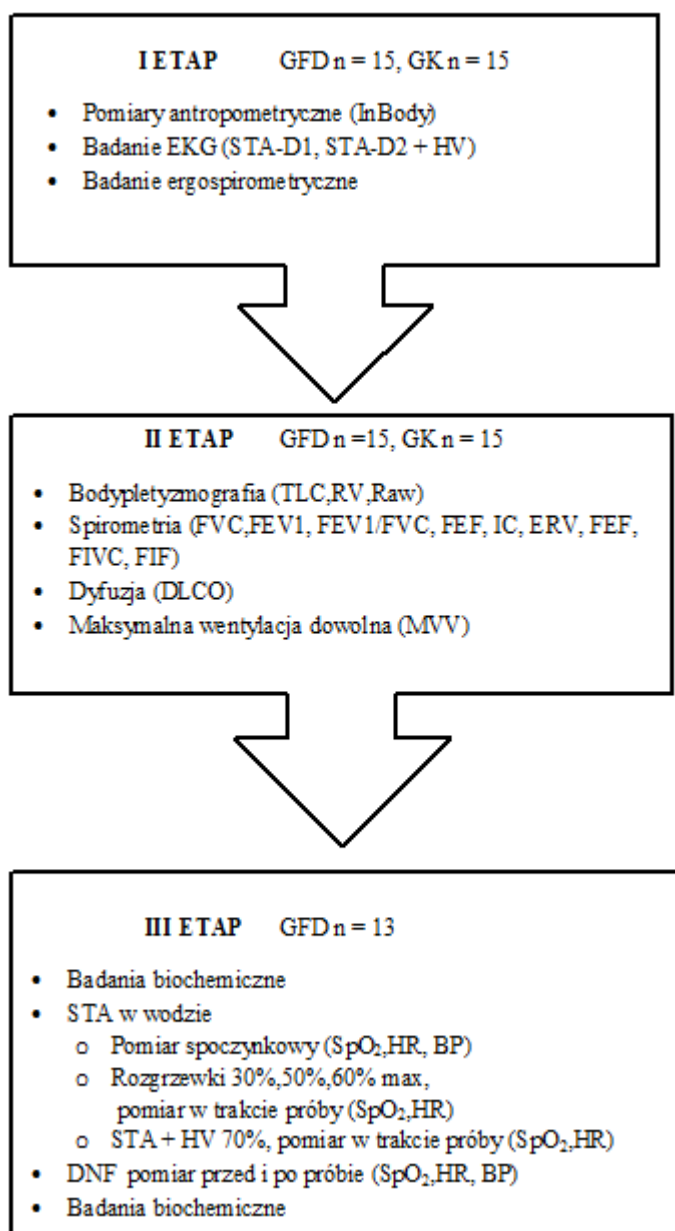 I ETAP GFD n = 15, GK n = 15
• Pomiary antropometryczne (InBody)
• Badanie EKG (STA-D1, STA-D2 + HV)
• Badanie ergospirometryczne
II ETAP GFD n =15, GK n = 15
• Bodypletyzmografia (TLC,RV,Raw)
• Spirometria (FVC,FEV1, FEV1/FVC, FEF, IC, ERV, FEF,
FIVC, FIF)
• Dyfuzja (DLCO)
• Maksymalna wentylacja dowolna (MVV)
III ETAP GFD n = 13
• Badania biochemiczne
• STA w wodzie
o Pomiar spoczynkowy (SpO₂,HR, BP)
o Rozgrzewki 30%,50%,60% max,
pomiar w trakcie próby (SpO₂,HR)
o STA + HV 70%, pomiar w trakcie próby (SpO₂,HR)
• DNF pomiar przed i po próbie (SpO₂,HR, BP)
• Badania biochemiczne